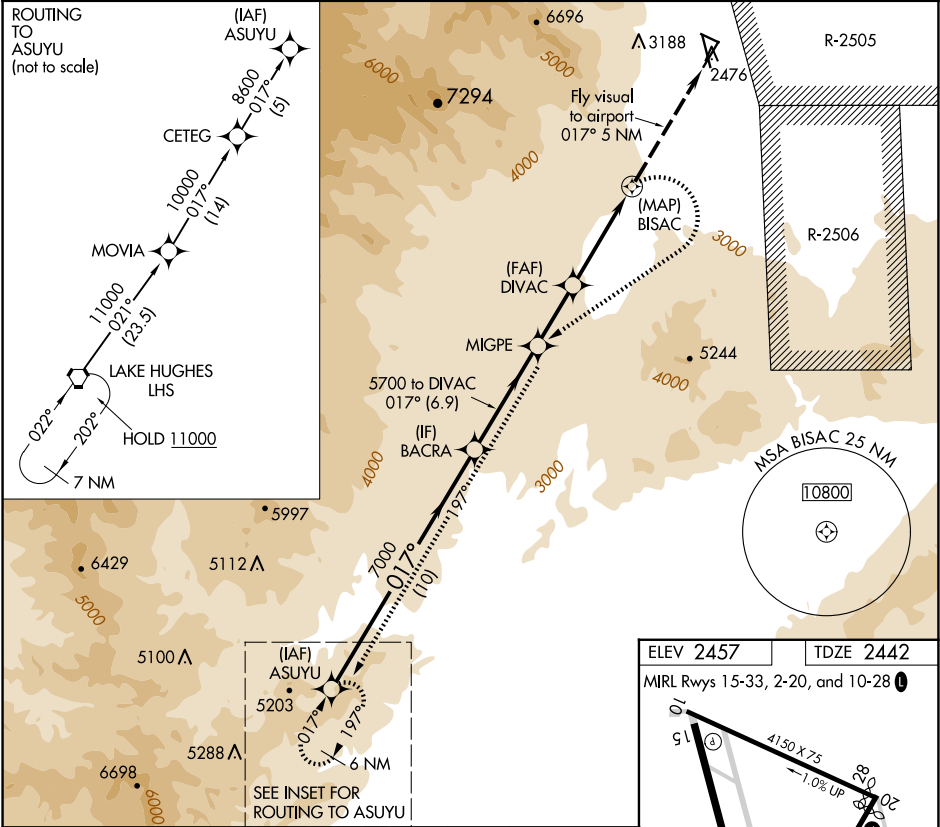 ROUTING
TO
ASUYU
(not to scale)
(IAF)
ASUYU
8600
017°
(5)
CETEG
10000
017°
(14)
MOVIA
11000
021°
(23.5)
LAKE HUGHES
LHS
022°
202°
HOLD 11000
7 NM
6696
6000
5000
3188
2476
R-2505
7294
Fly visual
to airport
017° 5 NM
4000
(MAP)
BISAC
3000
R-2506
(FAF)
DIVAC
MIGPE
5244
4000
5700 to DIVAC
017° (6.9)
(IF)
BACRA
4000
197°
3000
MSA BISAC 25 NM
10800
5997
7000
017°
(10)
6429
5112
5000
5100
(IAF)
ASUYU
5203
017°
197°
5288
6 NM
6698
6000
SEE INSET FOR
ROUTING TO ASUYU
ELEV 2457
TDZE 2442
MIRL Rwys 15-33, 2-20, and 10-28 L
10
15
P
4150 X 75
1.0% UP
28
20